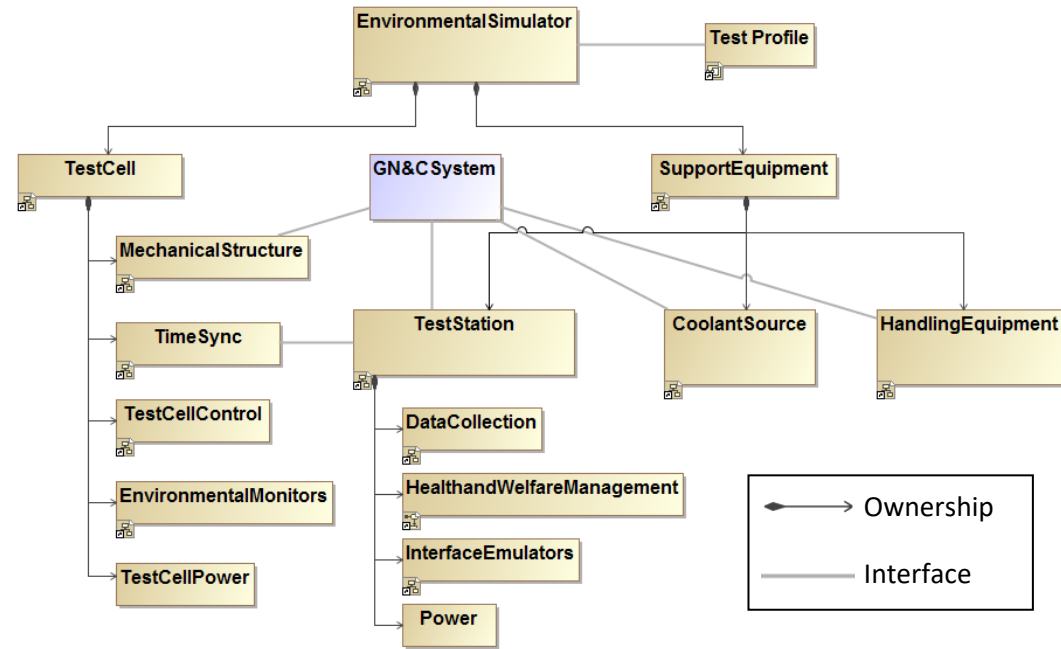 EnvironmentalSimulator
Test Profile
TestCell
GN&CSystem
SupportEquipment
MechanicalStructure
TimeSync
TestStation
CoolantSource
HandlingEquipment
TestCellControl
DataCollection
EnvironmentalMonitors
HealthandWelfareManagement
InterfaceEmulators
TestCellPower
Power
Ownership
Interface